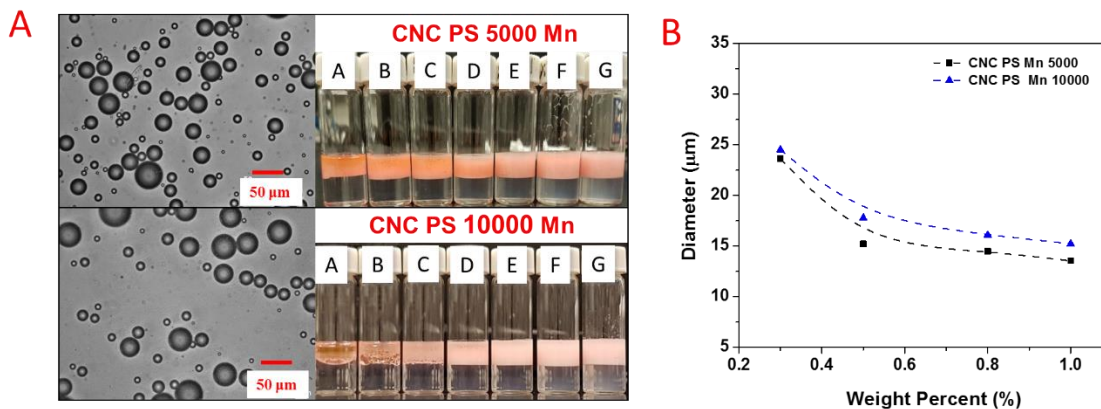 A
CNC PS 5000 Mn
A B C D E F G
50 μm
CNC PS 10000 Mn
A B C D E F G
50 μm
B
35
30
25
20
15
10
5
Diameter (μm)
CNC PS Mn 5000
CNC PS Mn 10000
0.2 0.4 0.6 0.8 1.0
Weight Percent (%)